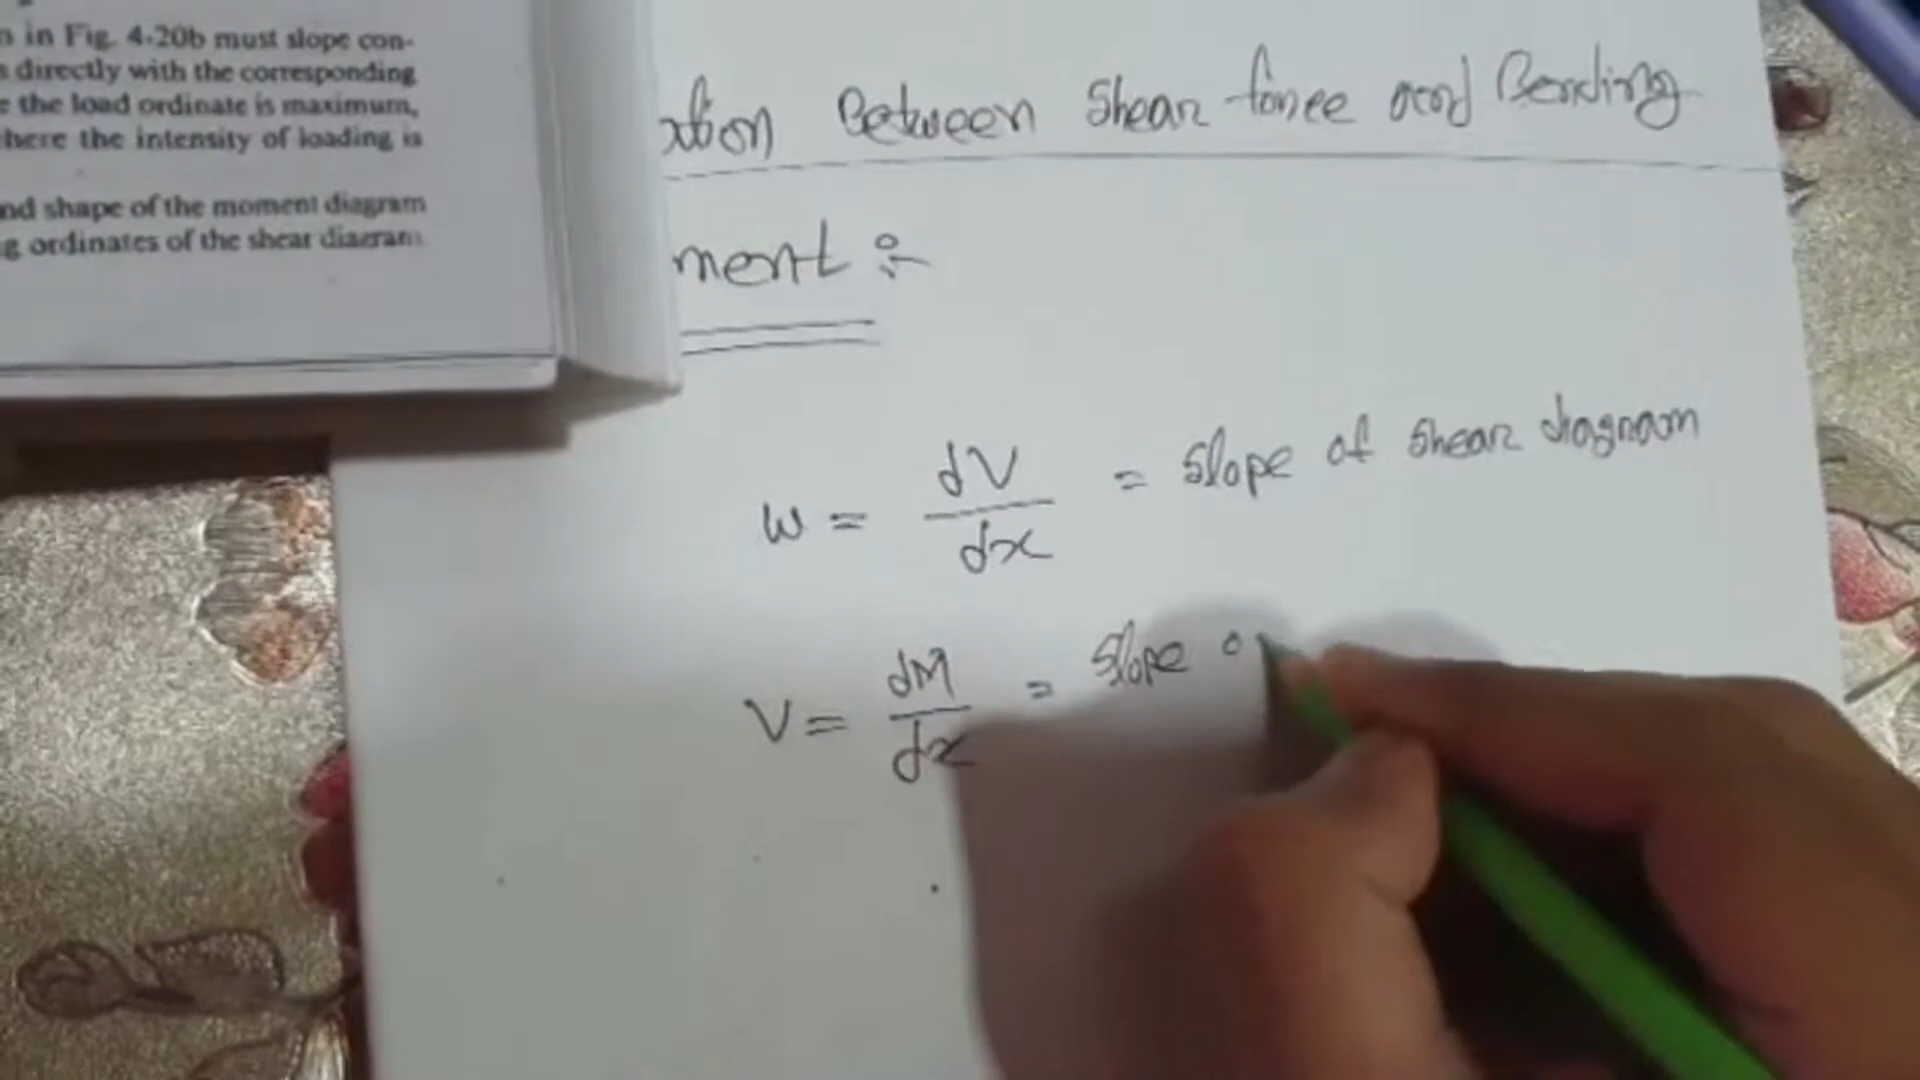 in Fig. 4-20b must slope con-
directly with the corresponding
the load ordinate is maximum,
here the intensity of loading is
nd shape of the moment diagram
g ordinates of the shear diagram.
ation Between Shear force and Bending
ment :-
w = dV/dx = slope of shear diagram
V = dM/dx = slope o